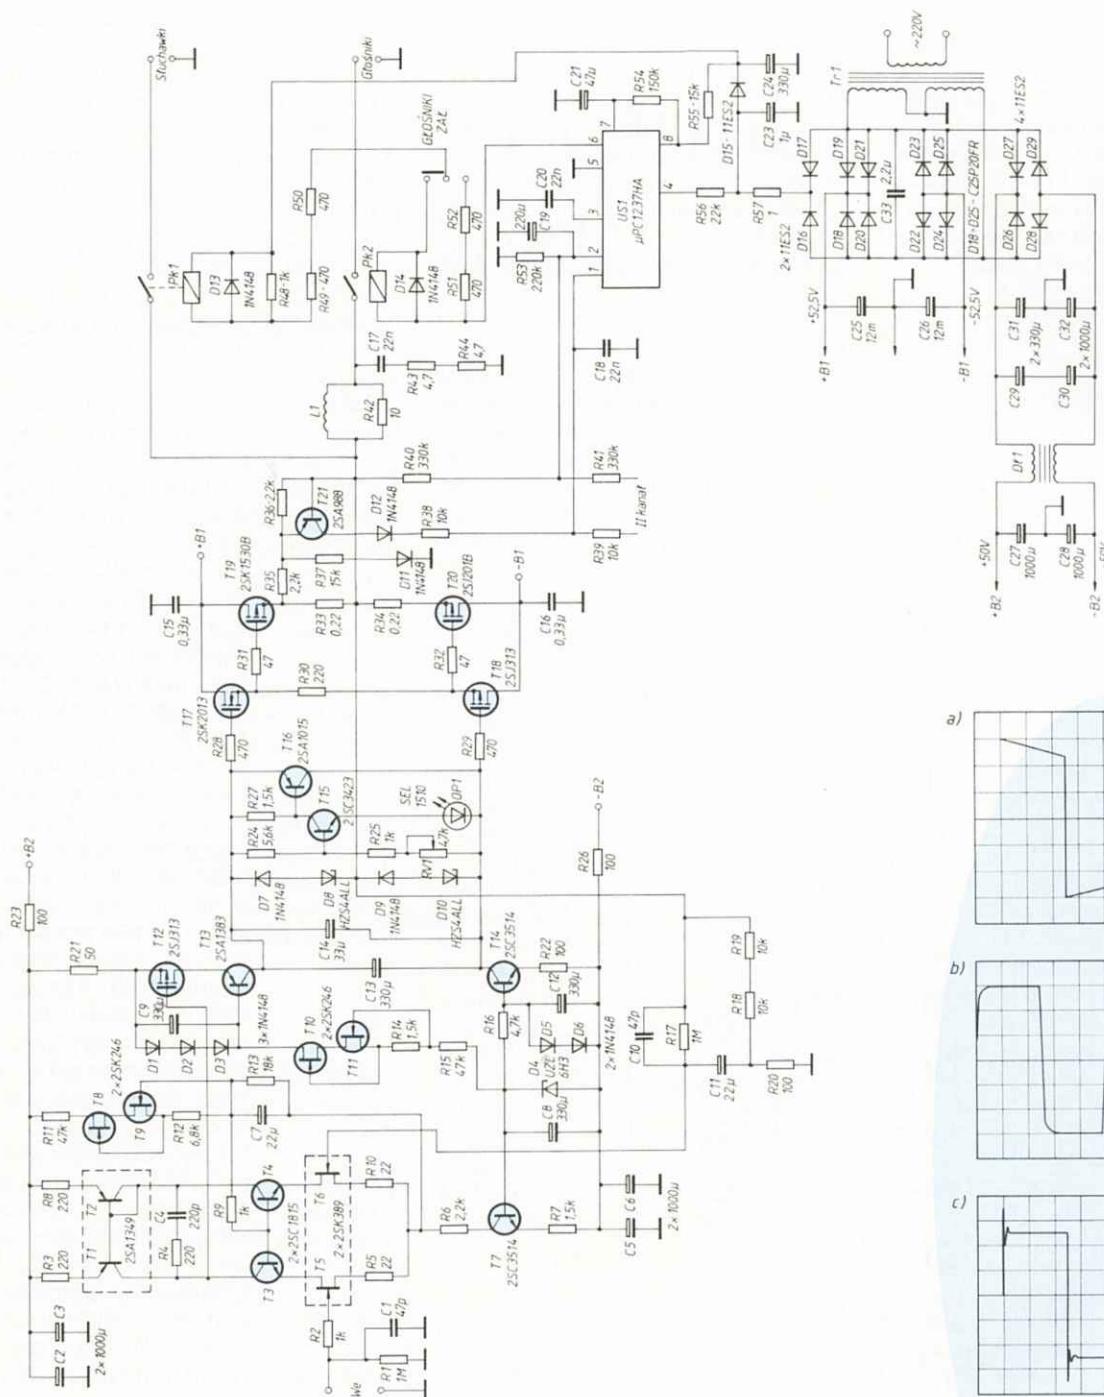 Słuchawki
Pk1
D13
1N4148
R48-1k
R49-470
R50
470
Głośniki
GŁOŚNIKI
ZAŁ
Pk2
D14
1N4148
R51
470
R52
470
C17
22n
R43
4,7
R44
4,7
L1
R42
10
C21
47µ
R54
150k
R55-15k
C24
330µ
C23
1µ
D15-11ES2
US1
µPC1237HA
1
2
3
5
6
7
8
4
C20
22n
220µ
C19
R53
220k
C18
22n
R56
22k
R57
1
Tr1
~220V
D17
D16
2×11ES2
D19
D21
D18
D20
C33
2,2µ
D23
D25
D22
D24
D18-D25-C25P20FR
4×11ES2
D27
D29
D26
D28
+52,5V
+B1
C25
12m
C26
12m
-52,5V
-B1
C31
2×330µ
C32
2×1000µ
C29
C30
Dł1
C27
1000µ
C28
1000µ
+50V
+B2
-B2
-50V
R40
330k
R41
330k
II kanał
R36-2,2k
T21
2SA988
D12
1N4148
R38
10k
R39
10k
+B1
T19
2SK1530B
R35
2,2k
R37
15k
D11
1N4148
T20
2SJ201B
-B1
C15
0,33µ
R33
0,22
R34
0,22
C16
0,33µ
R31
47
R30
220
R32
47
T18
2SJ313
T17
2SK2013
R28
470
R29
470
T16
2SA1015
R27
1,5k
T15
2SC3423
SEL
1510
OP1
R24
5,6k
R25
1k
RV1
4,7k
D7
1N4148
D8
HZS4ALL
D9
1N4148
D10
HZS4ALL
C14
33µ
+B2
R23
100
R21
50
T12
2SJ313
T13
2SA1383
C9
330µ
3×1N4148
D1
D2
D3
C13
330µ
T14
2SC3514
R22
100
R26
100
-B2
T10
2×2SK246
T11
R14
1,5k
R15
47k
R16
4,7k
C12
330µ
D5
D6
2×1N4148
D4
UZE
6H3
C8
330µ
C10
47p
R17
1M
R18
10k
R19
10k
C11
22µ
R20
100
R11
47k
T8
2×2SK246
T9
R12
6,8k
R13
18k
C7
22µ
R8
220
T2
T1
2SA1349
R3
220
C4
220p
R4
220
R9
1k
T4
2×2SC1815
T3
T5
T6
2×2SK389
R10
22
R5
22
R6
2,2k
T7
2SC3514
R7
1,5k
C5
C6
2×1000µ
C2
C3
2×1000µ
R2
1k
C1
47p
R1
1M
We
a)
b)
c)